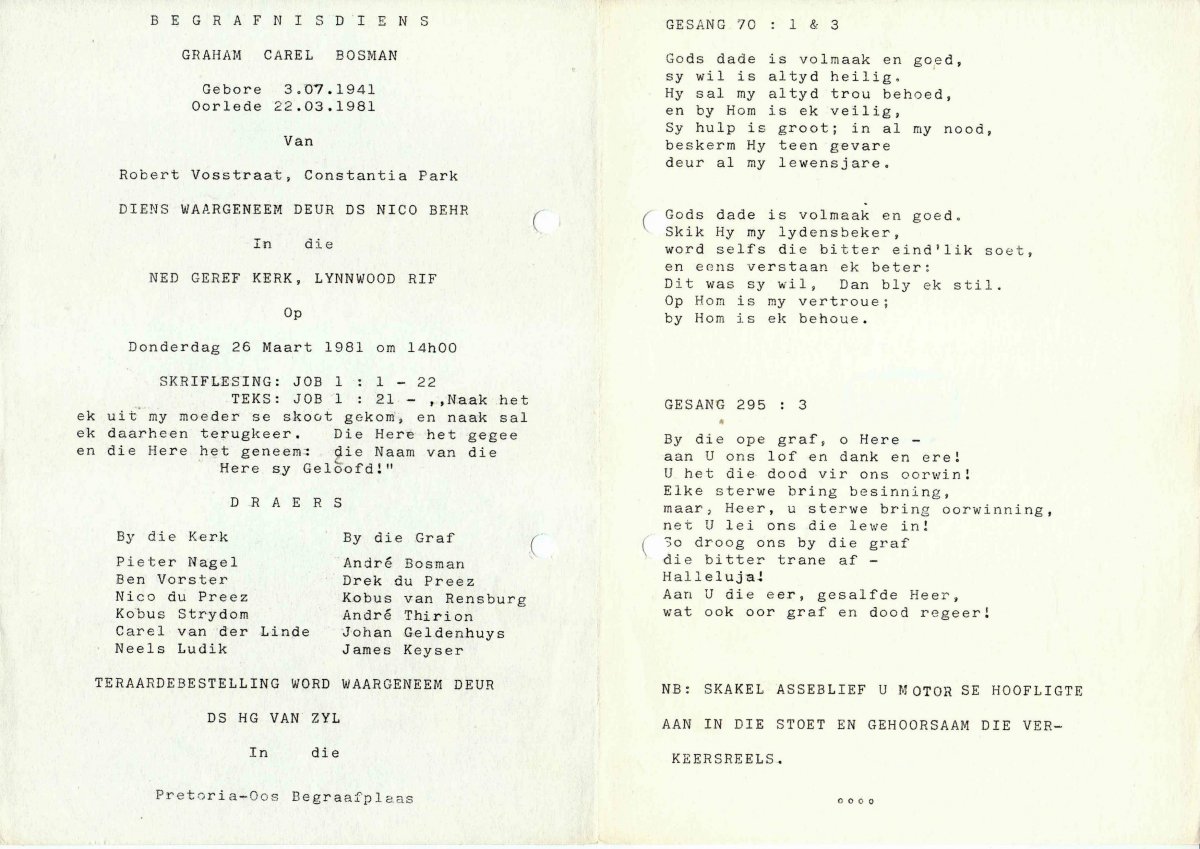 B E G R A F N I S D I E N S
GRAHAM CAREL BOSMAN
Gebore 3.07.1941
Oorlede 22.03.1981
Van
Robert Vosstraat, Constantia Park
DIENS WAARGENEEM DEUR DS NICO BEHR
In die
NED GEREF KERK, LYNNWOOD RIF
Op
Donderdag 26 Maart 1981 om 14h00
SKRIFLESING: JOB 1 : 1 - 22
TEKS: JOB 1 : 21 - ,,Naak het
ek uit my moeder se skoot gekom, en naak sal
ek daarheen terugkeer. Die Here het gegee
en die Here het geneem: die Naam van die
Here sy Geloofd!"
D R A E R S
By die Kerk
Pieter Nagel
Ben Vorster
Nico du Preez
Kobus Strydom
Carel van der Linde
Neels Ludik
By die Graf
André Bosman
Drek du Preez
Kobus van Rensburg
André Thirion
Johan Geldenhuys
James Keyser
TERAARDEBESTELLING WORD WAARGENEEM DEUR
DS HG VAN ZYL
In die
Pretoria-Oos Begraafplaas
GESANG 70 : 1 & 3
Gods dade is volmaak en goed,
sy wil is altyd heilig.
Hy sal my altyd trou behoed,
en by Hom is ek veilig,
Sy hulp is groot; in al my nood,
beskerm Hy teen gevare
deur al my lewensjare.
Gods dade is volmaak en goed.
Skik Hy my lydensbeker,
word selfs die bitter eind'lik soet,
en eens verstaan ek beter:
Dit was sy wil, Dan bly ek stil.
Op Hom is my vertroue;
by Hom is ek behoue.
GESANG 295 : 3
By die ope graf, o Here -
aan U ons lof en dank en ere!
U het die dood vir ons oorwin!
Elke sterwe bring besinning,
maar, Heer, u sterwe bring oorwinning,
net U lei ons die lewe in!
So droog ons by die graf
die bitter trane af -
Halleluja!
Aan U die eer, gesalfde Heer,
wat ook oor graf en dood regeer!
NB: SKAKEL ASSEBLIEF U MOTOR SE HOOFLIGTE
AAN IN DIE STOET EN GEHOORSAAM DIE VER-
KEERSREELS.
oooo